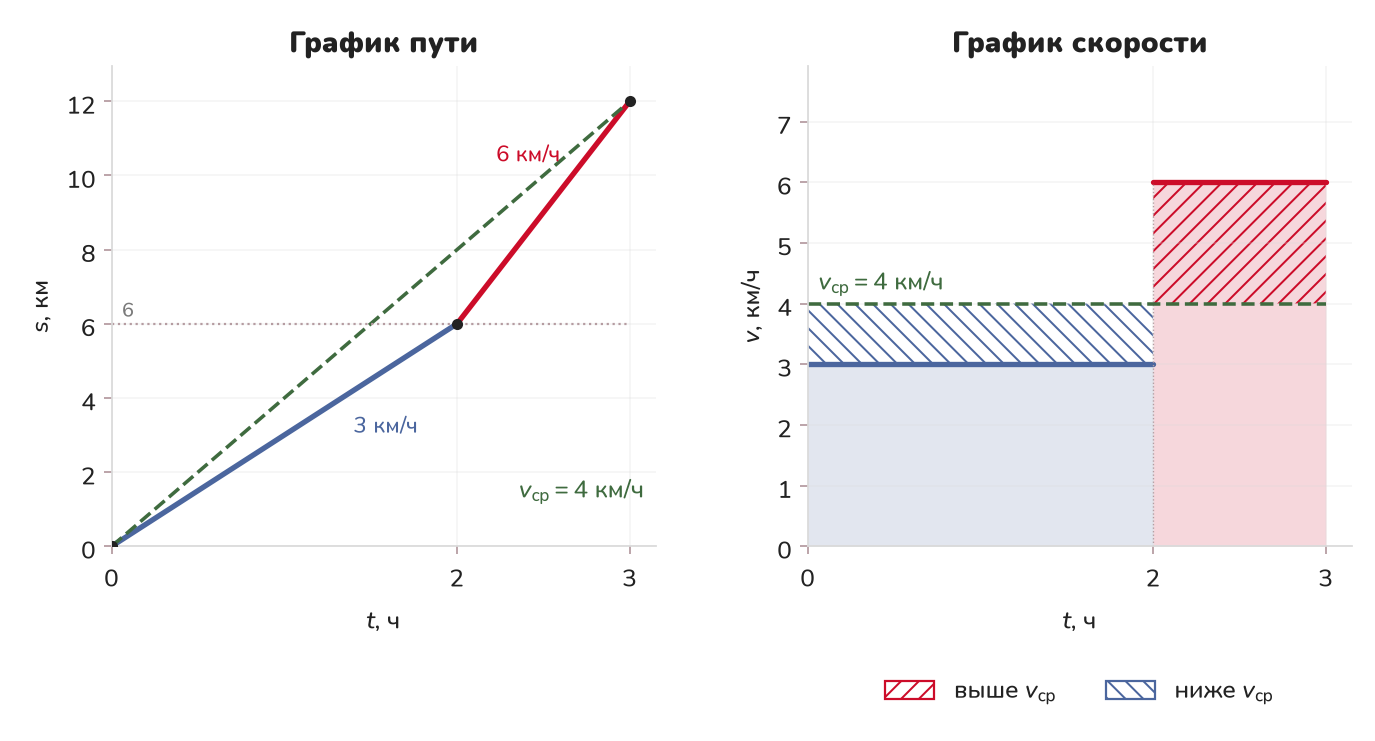 График пути
12
10
8
6
4
2
0
s, км
6
6 км/ч
3 км/ч
vср = 4 км/ч
0
2
3
t, ч
График скорости
7
6
5
4
3
2
1
0
v, км/ч
vср = 4 км/ч
0
2
3
t, ч
выше vср
ниже vср